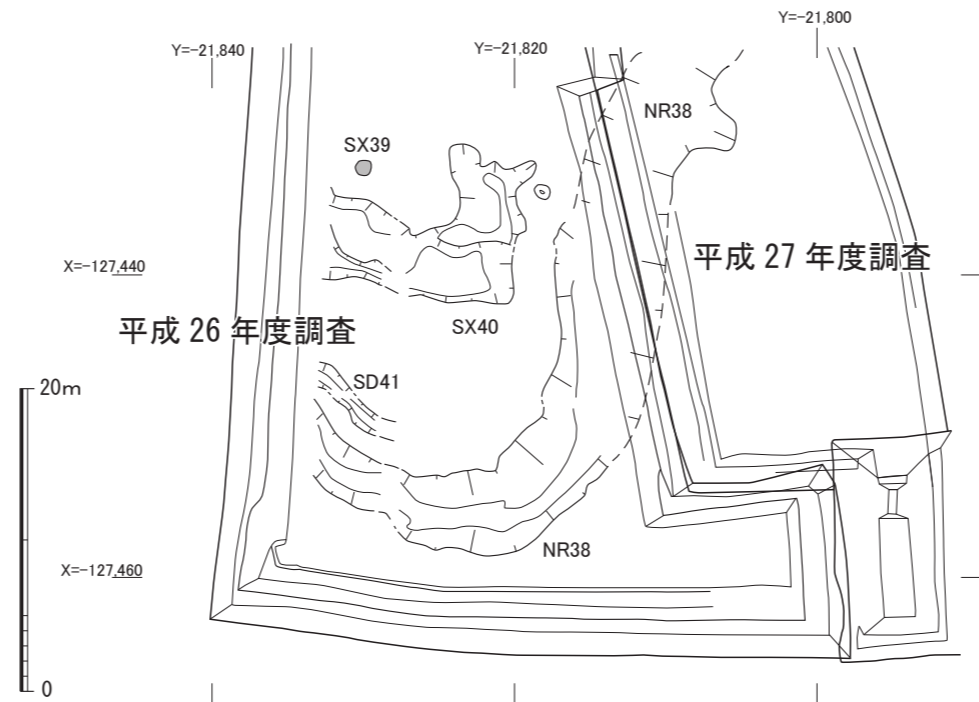 Y=-21,800
Y=-21,840
Y=-21,820
NR38
SX39
平成 27 年度調査
X=-127,440
SX40
平成 26 年度調査
SD41
20m
NR38
X=-127,460
0